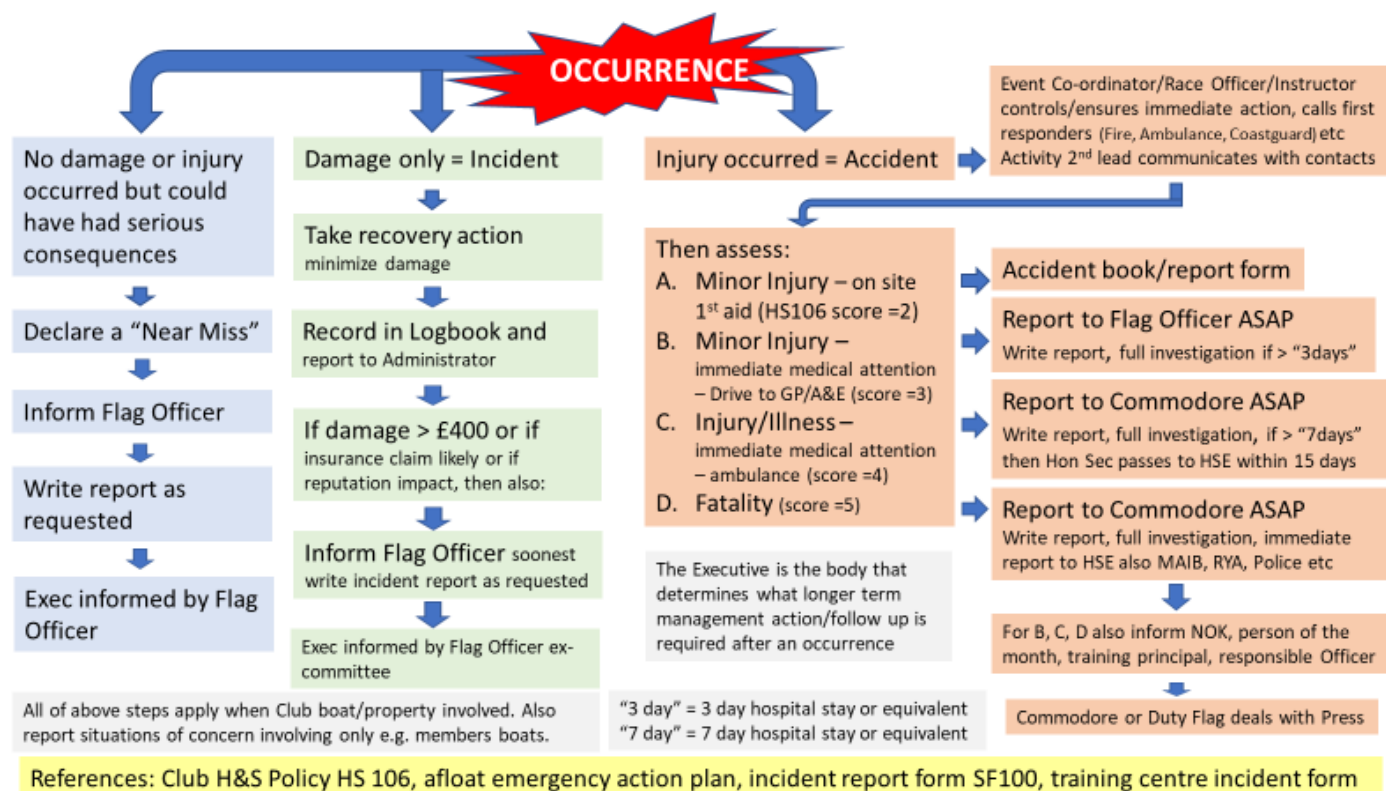 OCCURRENCE
No damage or injury
occurred but could
have had serious
consequences
Declare a “Near Miss”
Inform Flag Officer
Write report as
requested
Exec informed by Flag
Officer
Damage only = Incident
Take recovery action
minimize damage
Record in Logbook and
report to Administrator
If damage > £400 or if
insurance claim likely or if
reputation impact, then also:
Inform Flag Officer soonest
write incident report as requested
Exec informed by Flag Officer ex-
committee
All of above steps apply when Club boat/property involved. Also
report situations of concern involving only e.g. members boats.
Injury occurred = Accident
Event Co-ordinator/Race Officer/Instructor
controls/ensures immediate action, calls first
responders (Fire, Ambulance, Coastguard) etc
Activity 2nd lead communicates with contacts
Then assess:
A. Minor Injury – on site
1st aid (HS106 score =2)
B. Minor Injury –
immediate medical attention
– Drive to GP/A&E (score =3)
C. Injury/Illness –
immediate medical attention
– ambulance (score =4)
D. Fatality (score =5)
Accident book/report form
Report to Flag Officer ASAP
Write report, full investigation if > “3days”
Report to Commodore ASAP
Write report, full investigation, if > “7days”
then Hon Sec passes to HSE within 15 days
Report to Commodore ASAP
Write report, full investigation, immediate
report to HSE also MAIB, RYA, Police etc
For B, C, D also inform NOK, person of the
month, training principal, responsible Officer
Commodore or Duty Flag deals with Press
The Executive is the body that
determines what longer term
management action/follow up is
required after an occurrence
“3 day” = 3 day hospital stay or equivalent
“7 day” = 7 day hospital stay or equivalent
References: Club H&S Policy HS 106, afloat emergency action plan, incident report form SF100, training centre incident form